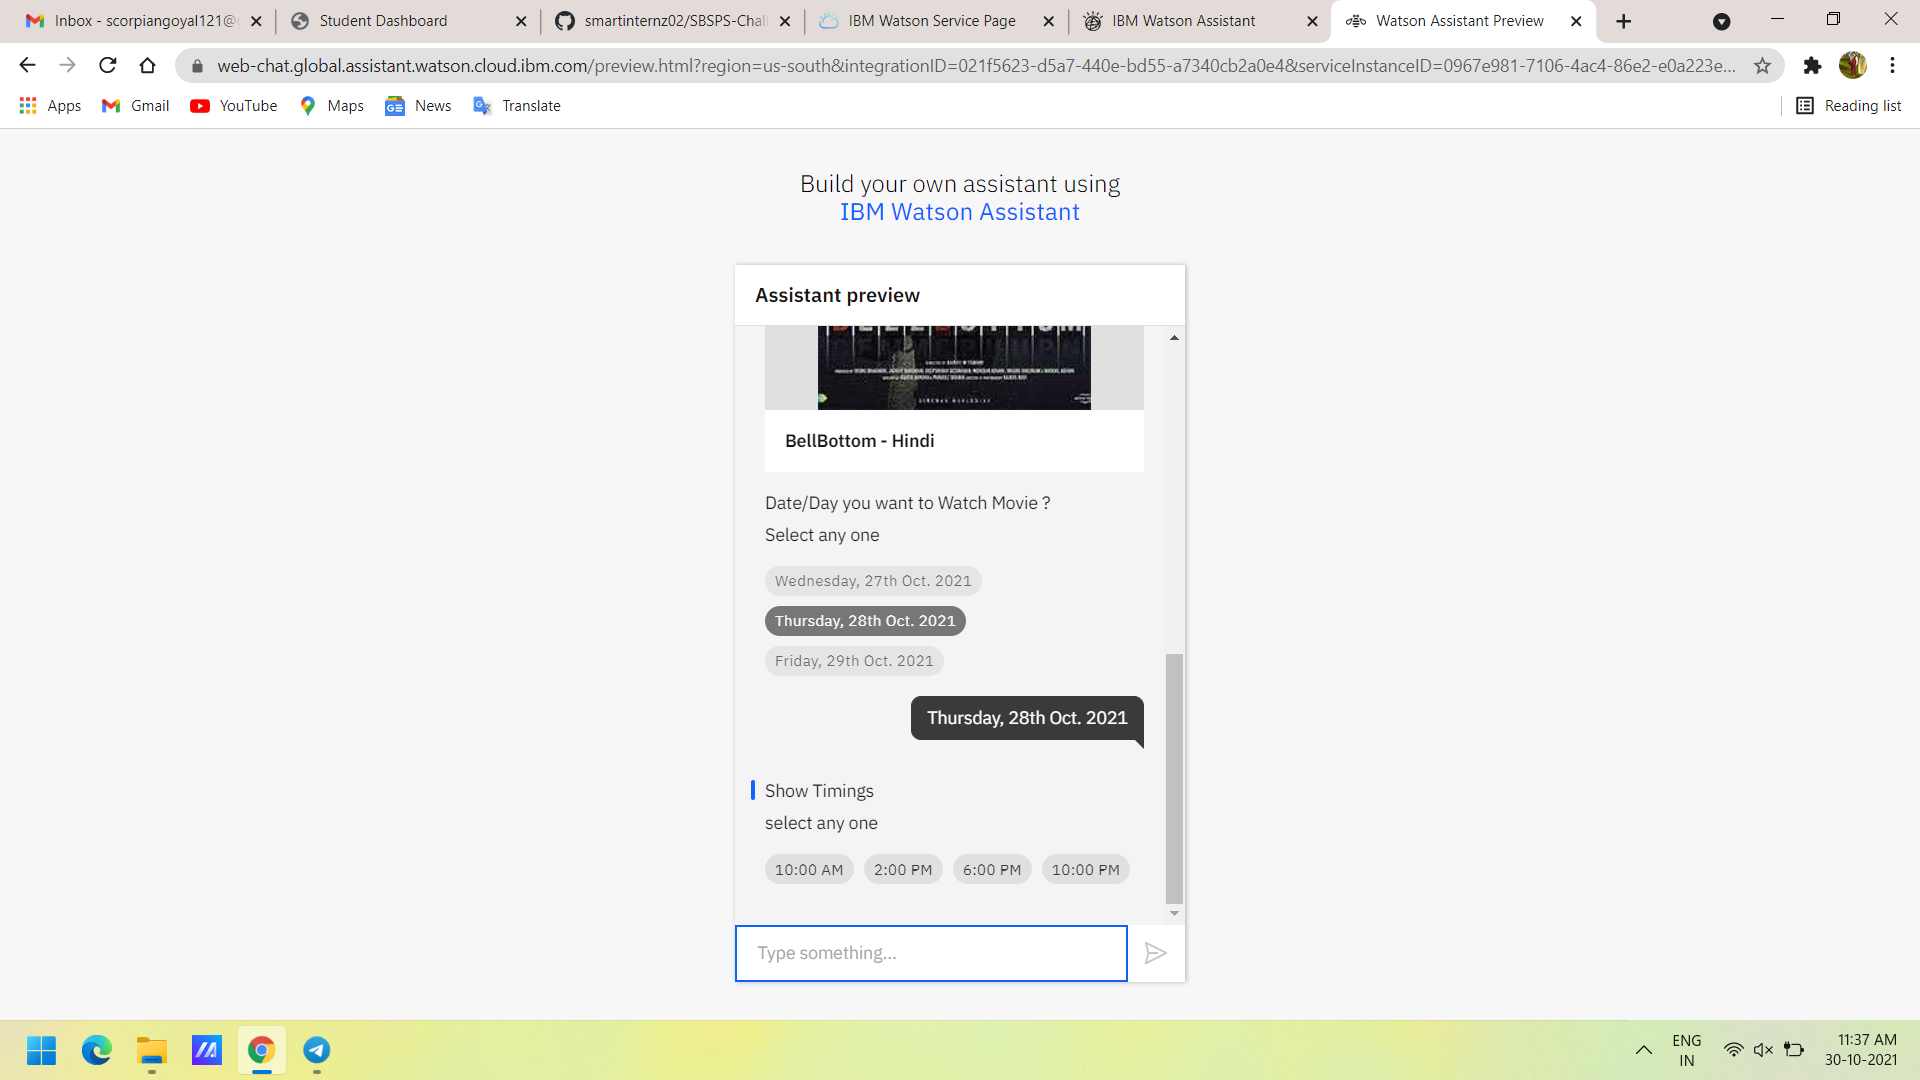 Inbox - scorpiangoyal121@
Student Dashboard
smartinternz02/SBSPS-Chal
IBM Watson Service Page
IBM Watson Assistant
Watson Assistant Preview
web-chat.global.assistant.watson.cloud.ibm.com/preview.html?region=us-south&integrationID=021f5623-d5a7-440e-bd55-a7340cb2a0e4&serviceInstanceID=0967e981-7106-4ac4-86e2-e0a223e...
Apps
Gmail
YouTube
Maps
News
Translate
Reading list
Build your own assistant using
IBM Watson Assistant
Assistant preview
BellBottom - Hindi
Date/Day you want to Watch Movie ?
Select any one
Wednesday, 27th Oct. 2021
Thursday, 28th Oct. 2021
Friday, 29th Oct. 2021
Thursday, 28th Oct. 2021
Show Timings
select any one
10:00 AM 2:00 PM 6:00 PM 10:00 PM
Type something...
ENG
IN
11:37 AM
30-10-2021